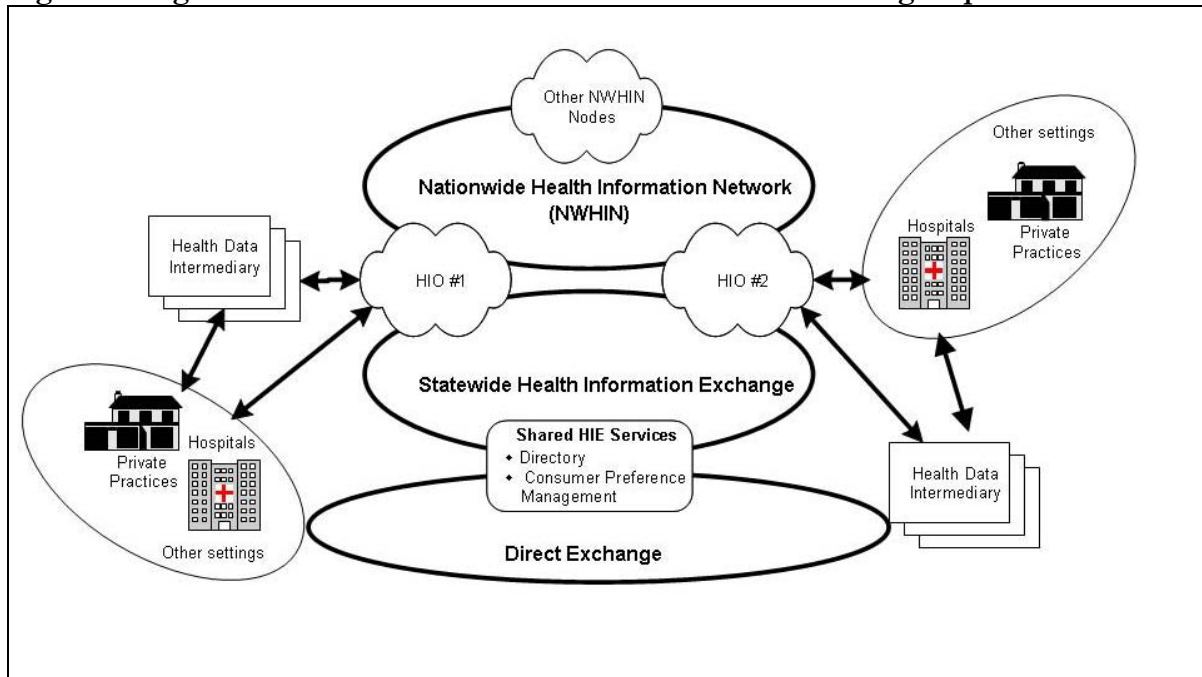 Other NWHIN
Nodes
Nationwide Health Information Network
(NWHIN)
Other settings
Private
Practices
Hospitals
Health Data
Intermediary
HIO #1
HIO #2
Statewide Health Information Exchange
Shared HIE Services
Directory
Consumer Preference
Management
Private
Practices
Hospitals
Other settings
Health Data
Intermediary
Direct Exchange